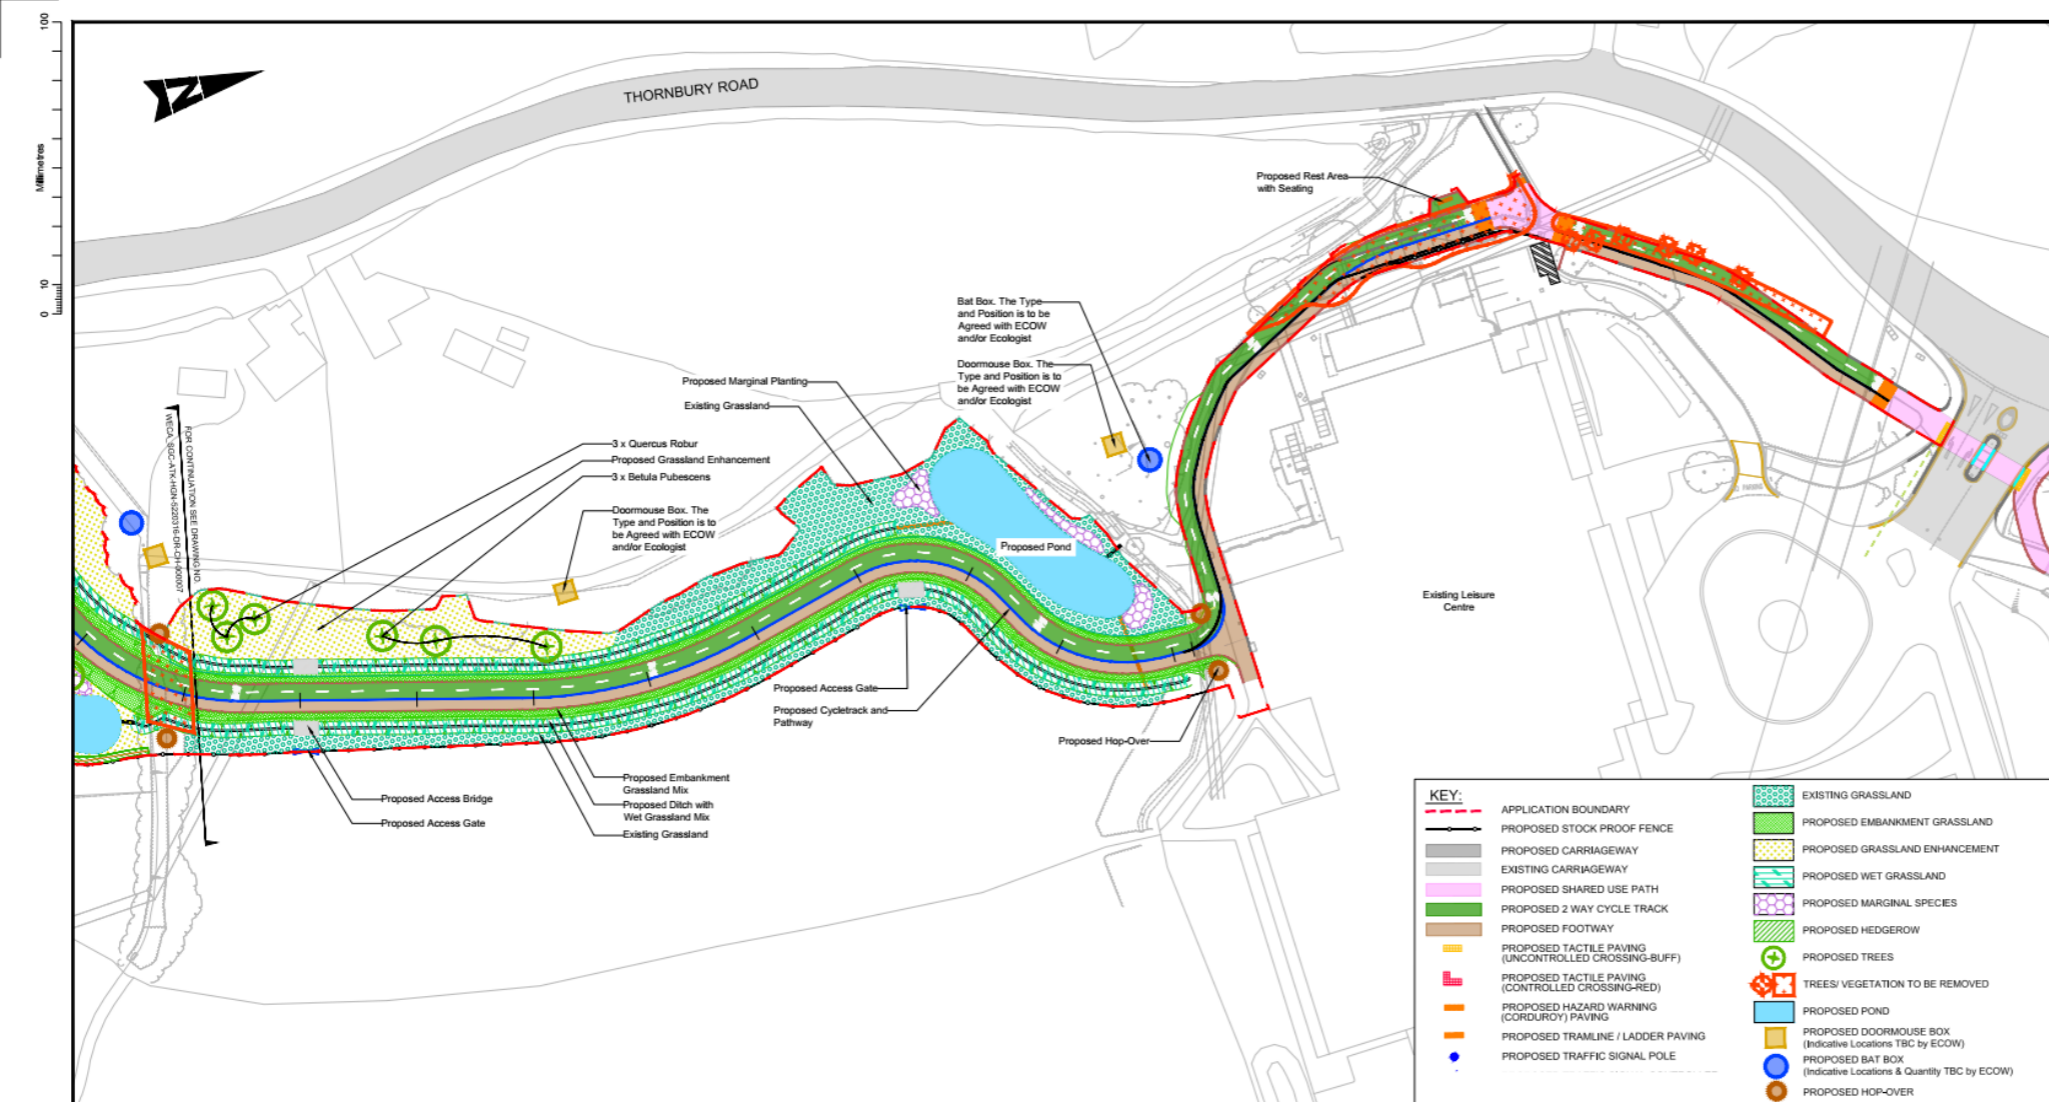 100
Millimetres
10
0
N
THORNBURY ROAD
Proposed Rest Area
with Seating
Bat Box. The Type
and Position is to be
Agreed with ECOW
and/or Ecologist
Doormouse Box. The
Type and Position is to
be Agreed with ECOW
and/or Ecologist
Proposed Marginal Planting
Existing Grassland
3 x Quercus Robur
Proposed Grassland Enhancement
3 x Betula Pubescens
Doormouse Box. The
Type and Position is to
be Agreed with ECOW
and/or Ecologist
FOR CONTINUATION SEE DRAWING NO.
Proposed Pond
Existing Leisure
Centre
Proposed Access Gate
Proposed Cycletrack and
Pathway
Proposed Hop-Over
Proposed Embankment
Grassland Mix
Proposed Ditch with
Wet Grassland Mix
Existing Grassland
Proposed Access Bridge
Proposed Access Gate
KEY:
APPLICATION BOUNDARY
PROPOSED STOCK PROOF FENCE
PROPOSED CARRIAGEWAY
EXISTING CARRIAGEWAY
PROPOSED SHARED USE PATH
PROPOSED 2 WAY CYCLE TRACK
PROPOSED FOOTWAY
PROPOSED TACTILE PAVING
(UNCONTROLLED CROSSING-BUFF)
PROPOSED TACTILE PAVING
(CONTROLLED CROSSING-RED)
PROPOSED HAZARD WARNING
(CORDUROY) PAVING
PROPOSED TRAMLINE / LADDER PAVING
PROPOSED TRAFFIC SIGNAL POLE
EXISTING GRASSLAND
PROPOSED EMBANKMENT GRASSLAND
PROPOSED GRASSLAND ENHANCEMENT
PROPOSED WET GRASSLAND
PROPOSED MARGINAL SPECIES
PROPOSED HEDGEROW
PROPOSED TREES
TREES/ VEGETATION TO BE REMOVED
PROPOSED POND
PROPOSED DOORMOUSE BOX
(Indicative Locations TBC by ECOW)
PROPOSED BAT BOX
(Indicative Locations & Quantity TBC by ECOW)
PROPOSED HOP-OVER